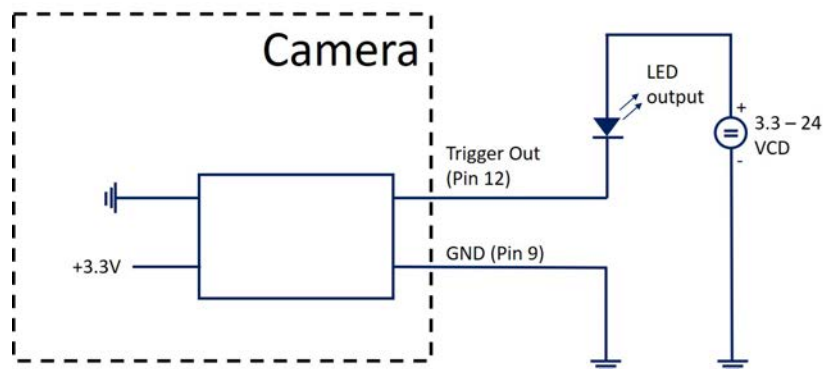 Camera
LED
output
+
3.3 – 24
VCD
-
Trigger Out
(Pin 12)
+3.3V
GND (Pin 9)